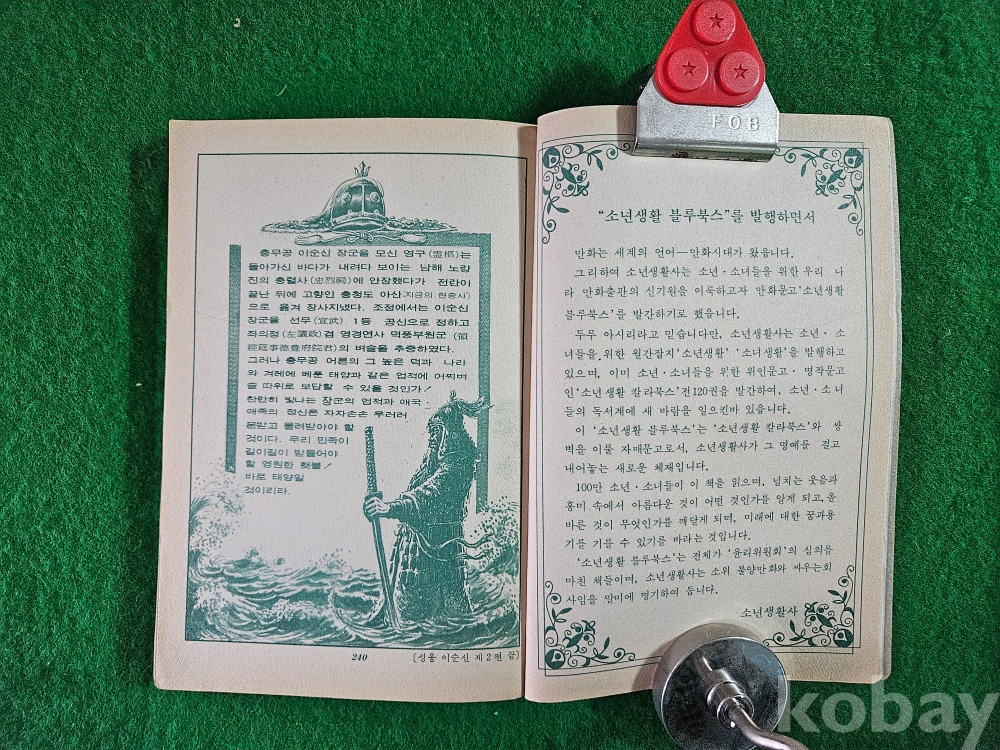 충무공 이순신 장군을 모신 영구(靈柩)는
돌아가신 바다가 내려다 보이는 남해 노량
진의 충렬사(忠烈祠)에 안장했다가 전란이
끝난 뒤에 고향인 충청도 아산(지금의 현충사)
으로 옮겨 장사지냈다. 조정에서는 이순신
장군을 선무(宣武) 1등 공신으로 정하고
좌의정(左議政)겸 영경연사 덕풍부원군(領
經筵事德豊府院君)의 벼슬을 추증하였다.
그러나 충무공 어른의 그 높은 덕과 나라
와 겨레에 베푼 태양과 같은 업적에 어찌벼
슬 따위로 보답할 수 있을 것인가!
찬란히 빛나는 장군의 업적과 애국·
애족의 정신은 자자손손 우러러
본받고 물려받아야 할
것이다. 우리 민족이
길이길이 받들어야
할 영원한 횃불!
바로 태양일
것이리라.
240
[성웅 이순신 제2편 끝]
FOB
“소년생활 블루북스”를 발행하면서
만화는 세계의 언어—만화시대가 왔읍니다.
그리하여 소년생활사는 소년·소녀들을 위한 우리 나
라 만화출판의 신기원을 이룩하고자 만화문고‘소년생활
블루북스’를 발간하기로 했읍니다.
두루 아시리라고 믿습니다만, 소년생활사는 소년·소
녀들을 위한 월간잡지‘소년생활’ ‘소녀생활’을 발행하고
있으며, 이미 소년·소녀들을 위한 위인문고·명작문고
인‘소년생활 칼라북스’전120권을 발간하여, 소년·소녀
들의 독서계에 새 바람을 일으킨바 있읍니다.
이 ‘소년생활 블루북스’는 ‘소년생활 칼라북스’와 쌍
벽을 이룰 자매문고로서, 소년생활사가 그 명예를 걸고
내어놓는 새로운 체재입니다.
100만 소년·소녀들이 이 책을 읽으며, 넘치는 웃음과
흥미 속에서 아름다운 것이 어떤 것인가를 알게 되고,올
바른 것이 무엇인가를 깨닫게 되며, 미래에 대한 꿈과용
기를 기를 수 있기를 바라는 것입니다.
‘소년생활 블루북스’는 전체가 ‘윤리위원회’의 심의를
마친 책들이며, 소년생활사는 소위 불량만화와 싸우는회
사임을 말미에 명기하여 둡니다.
소년생활사
kobay